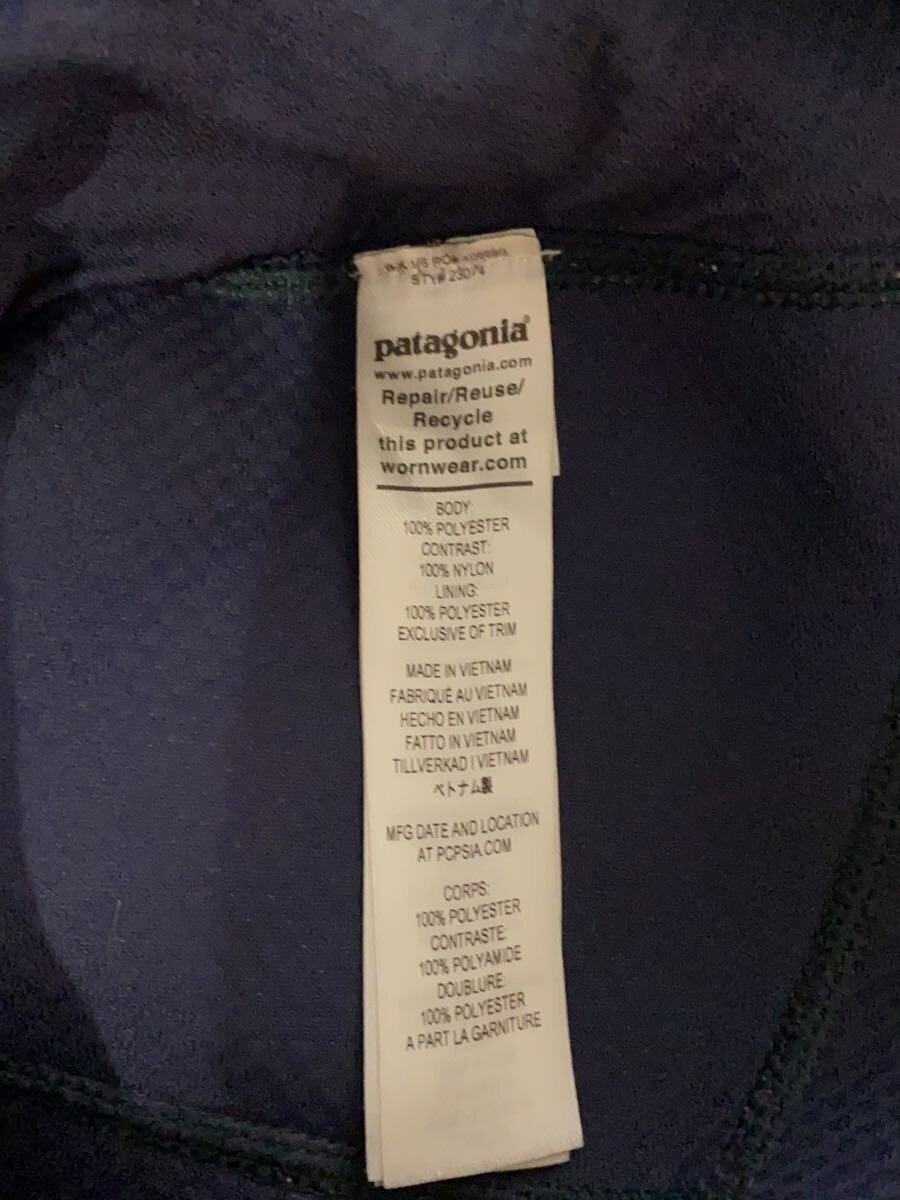 STY# 23074
patagonia®
www.patagonia.com
Repair/Reuse/
Recycle
this product at
wornwear.com
BODY:
100% POLYESTER
CONTRAST:
100% NYLON
LINING:
100% POLYESTER
EXCLUSIVE OF TRIM
MADE IN VIETNAM
FABRIQUÉ AU VIETNAM
HECHO EN VIETNAM
FATTO IN VIETNAM
TILLVERKAD I VIETNAM
ベトナム製
MFG DATE AND LOCATION
AT PCPSIA.COM
CORPS:
100% POLYESTER
CONTRASTE:
100% POLYAMIDE
DOUBLURE:
100% POLYESTER
A PART LA GARNITURE